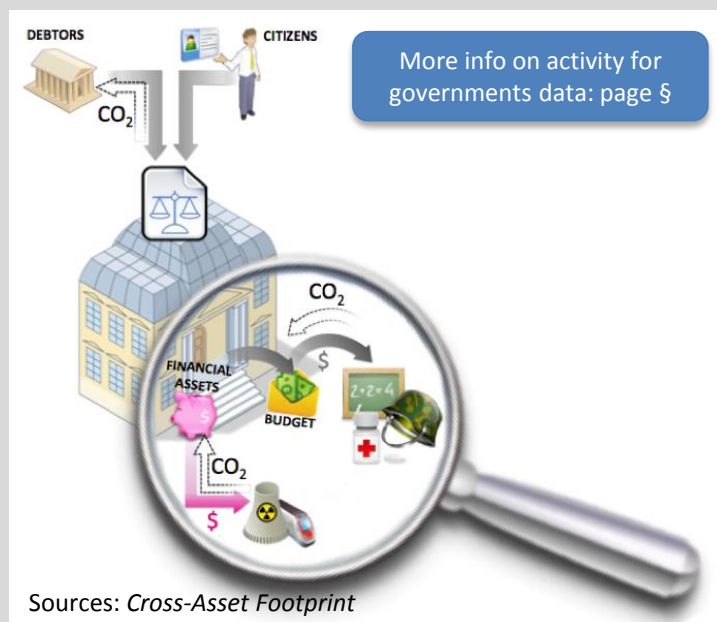 DEBTORS
CITIZENS
More info on activity for
governments data: page §
CO₂
CO₂
$
FINANCIAL
ASSETS
2+2=4
$
BUDGET
CO₂
$
Sources: Cross-Asset Footprint